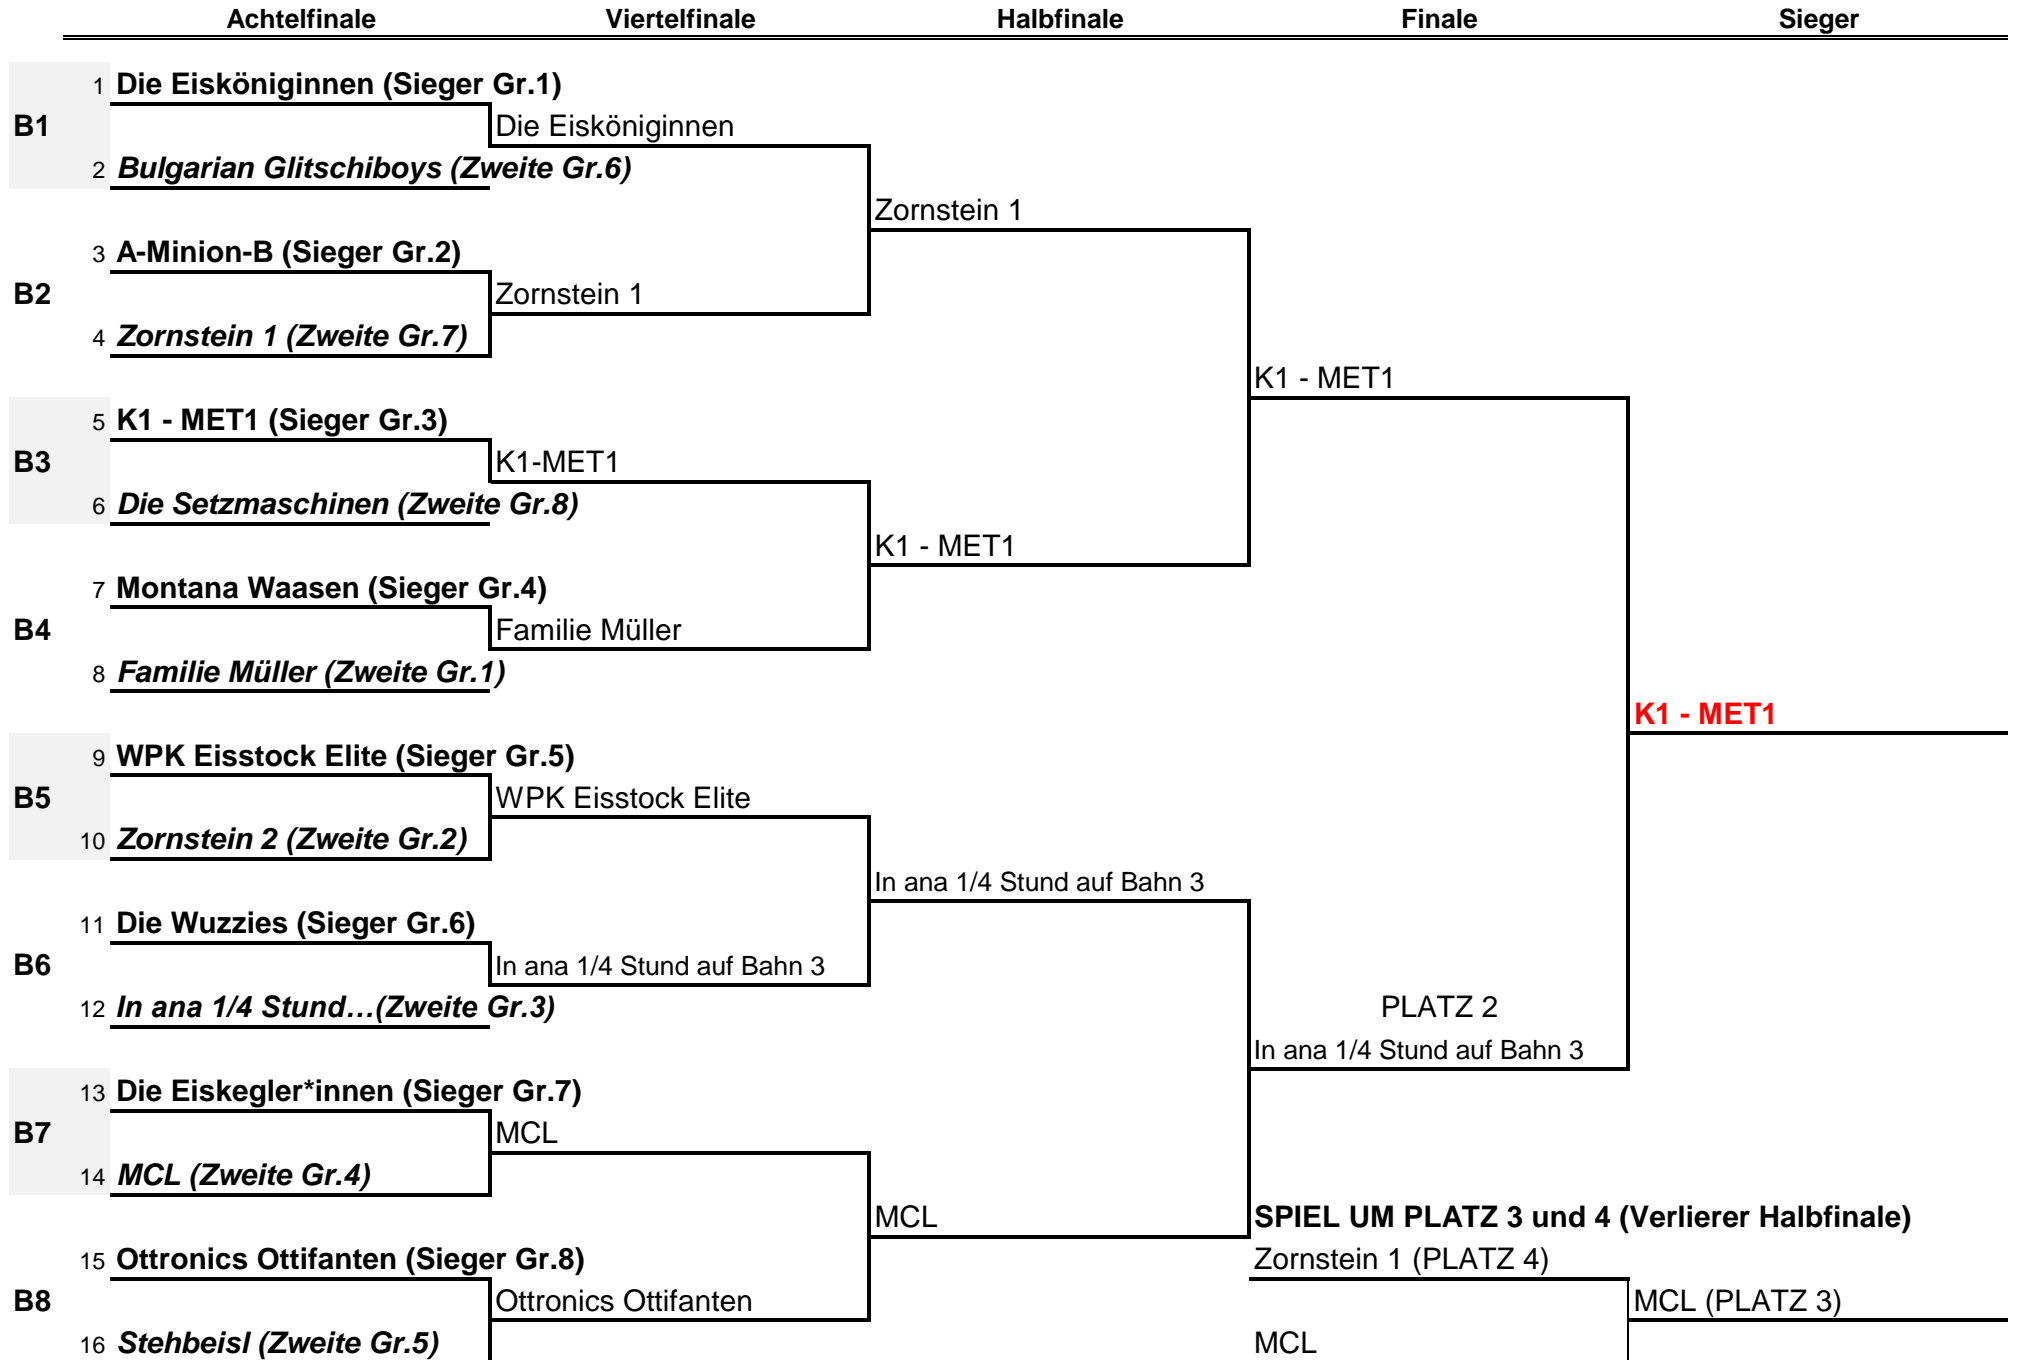 Achtelfinale Viertelfinale Halbfinale Finale Sieger
1 Die Eisköniginnen (Sieger Gr.1)
B1 Die Eisköniginnen
2 Bulgarian Glitschiboys (Zweite Gr.6)
Zornstein 1
3 A-Minion-B (Sieger Gr.2)
B2 Zornstein 1
4 Zornstein 1 (Zweite Gr.7)
K1 - MET1
5 K1 - MET1 (Sieger Gr.3)
B3 K1-MET1
6 Die Setzmaschinen (Zweite Gr.8)
K1 - MET1
7 Montana Waasen (Sieger Gr.4)
B4 Familie Müller
8 Familie Müller (Zweite Gr.1)
K1 - MET1
9 WPK Eisstock Elite (Sieger Gr.5)
B5 WPK Eisstock Elite
10 Zornstein 2 (Zweite Gr.2)
In ana 1/4 Stund auf Bahn 3
11 Die Wuzzies (Sieger Gr.6)
B6 In ana 1/4 Stund auf Bahn 3
12 In ana 1/4 Stund…(Zweite Gr.3) PLATZ 2
In ana 1/4 Stund auf Bahn 3
13 Die Eiskegler*innen (Sieger Gr.7)
B7 MCL
14 MCL (Zweite Gr.4)
MCL SPIEL UM PLATZ 3 und 4 (Verlierer Halbfinale)
15 Ottronics Ottifanten (Sieger Gr.8) Zornstein 1 (PLATZ 4)
B8 Ottronics Ottifanten MCL (PLATZ 3)
16 Stehbeisl (Zweite Gr.5) MCL